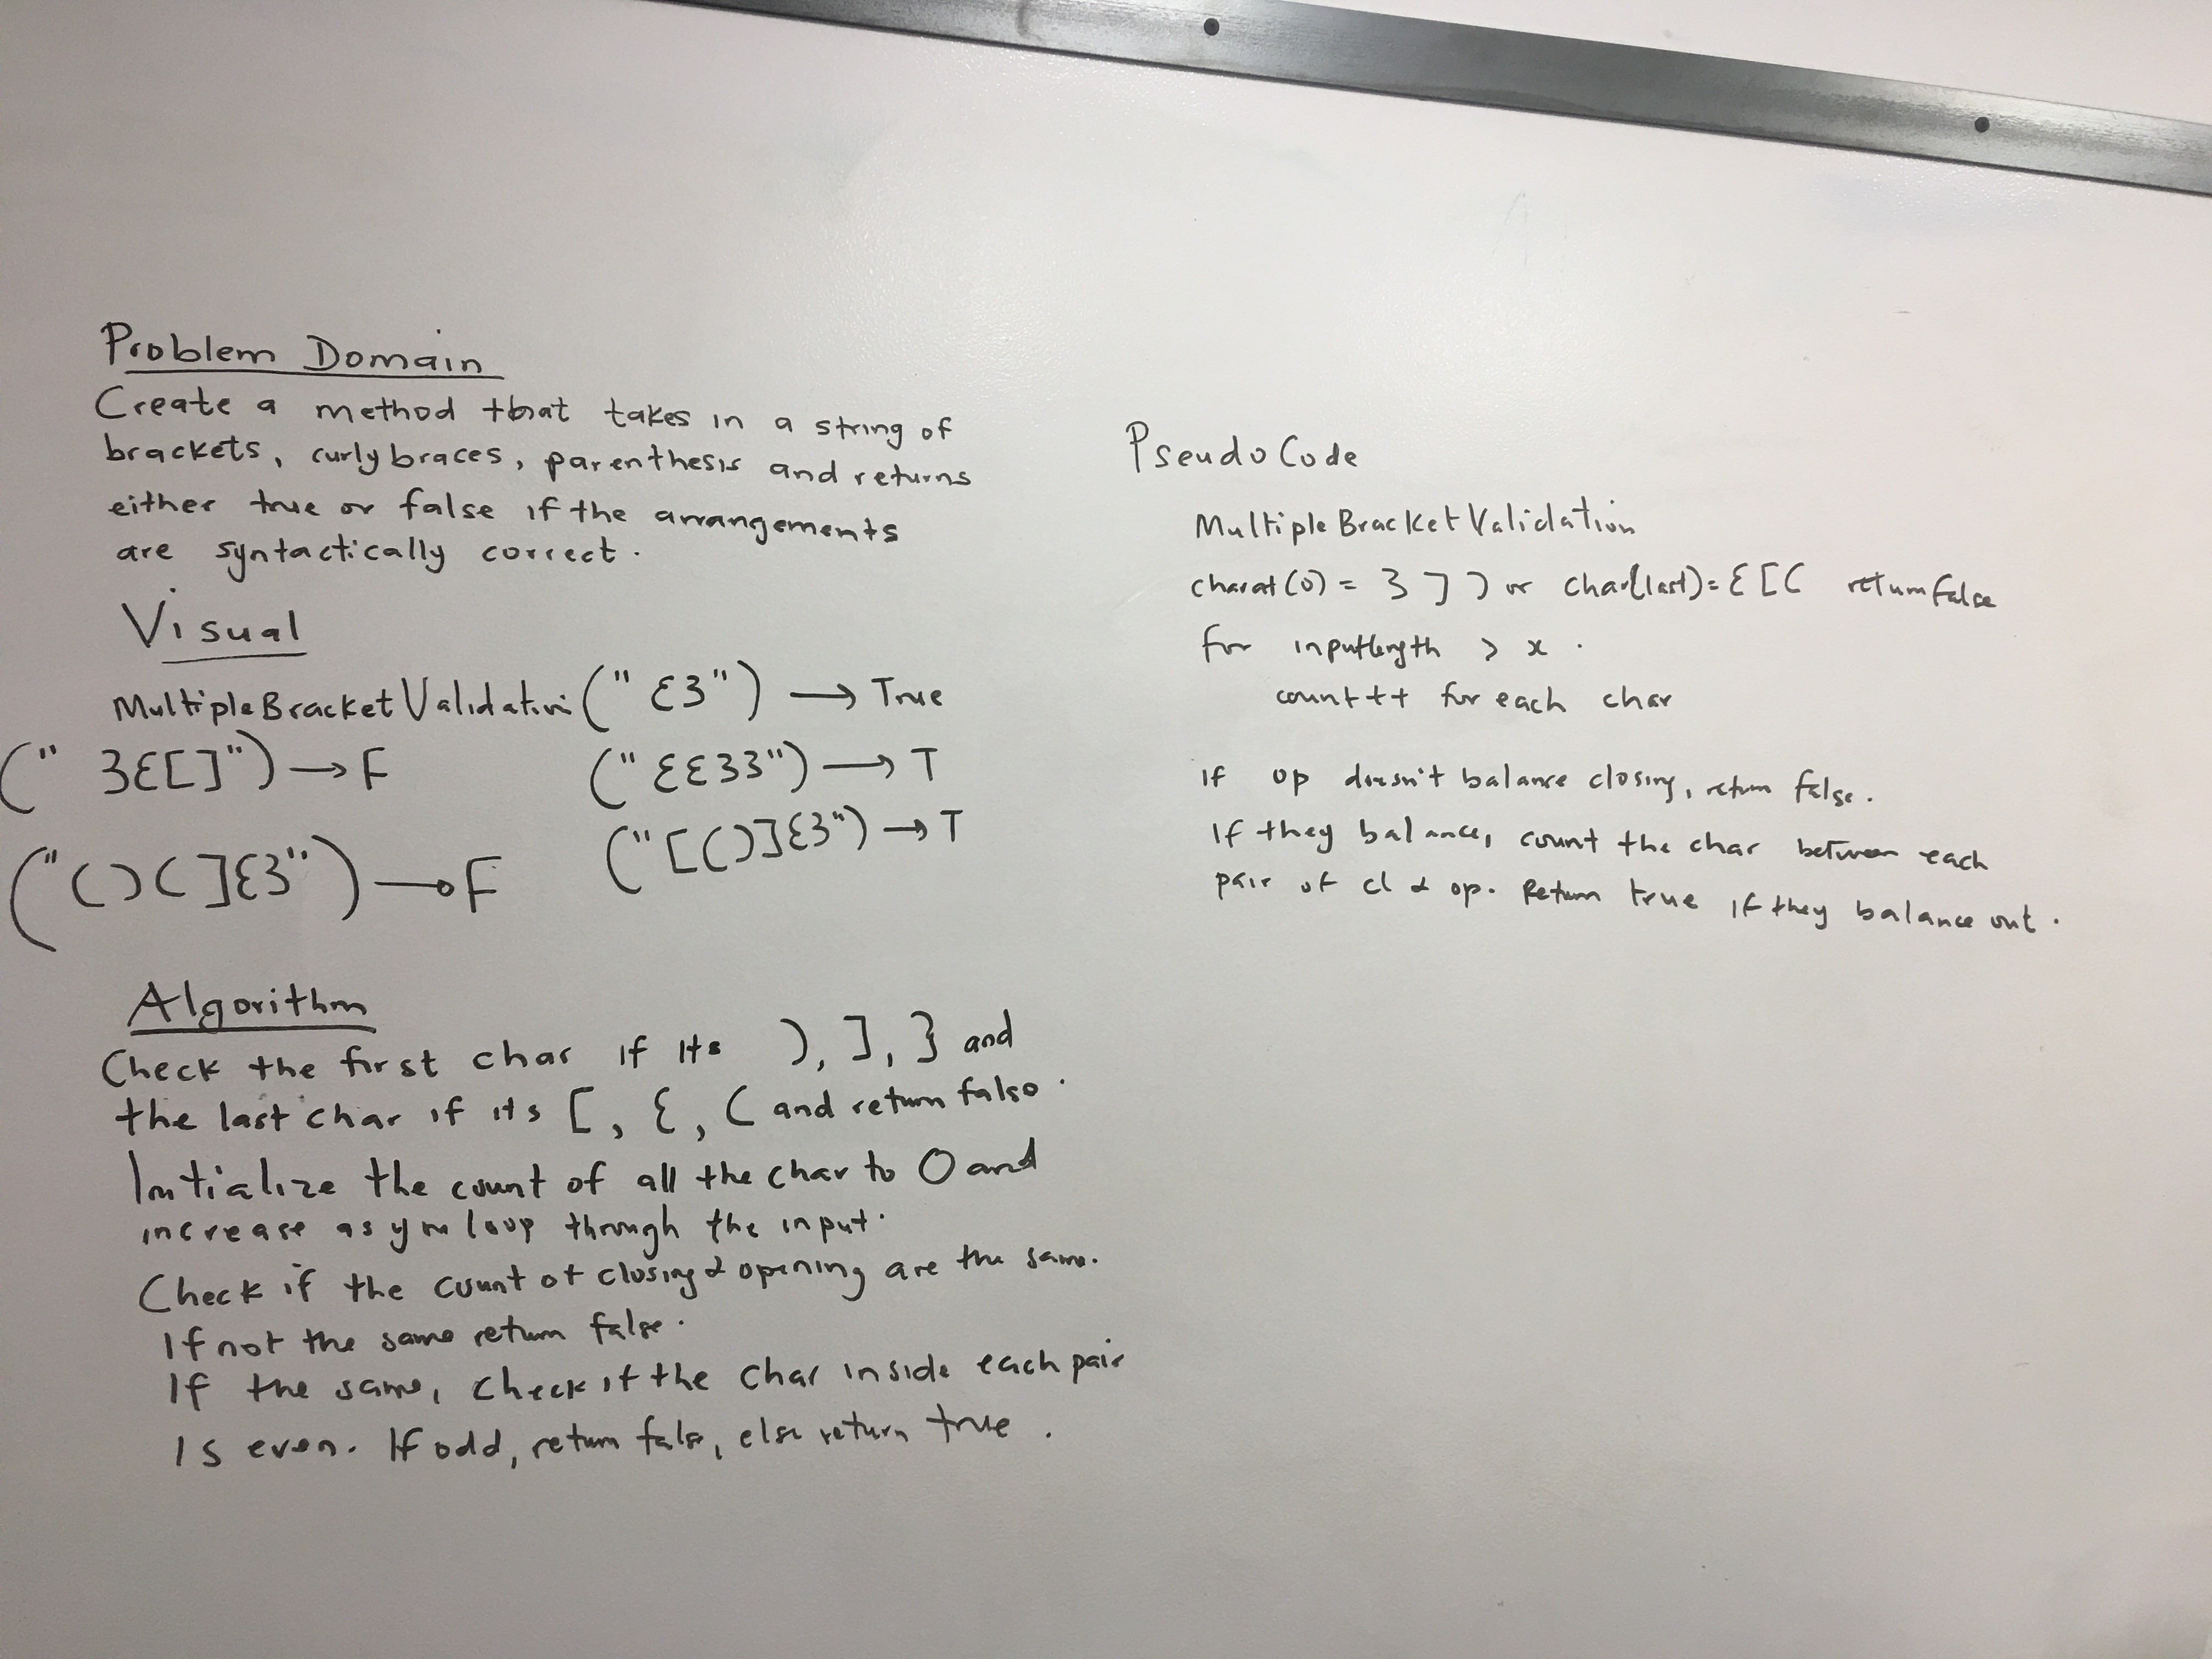 Problem Domain
Create a method that takes in a string of
brackets, curly braces, parenthesis and returns
either true or false if the arrangements
are syntactically correct.
Visual
MultipleBracketValidation ("{}") → True
("}{[]") → F
("{{}}") → T
("()(]{}") → F
("[()]{}") → T
Algorithm
Check the first char if its ), ], } and
the last char if its [, {, ( and return false.
Initialize the count of all the char to 0 and
increase as you loop through the input.
Check if the count of closing & opening are the same.
If not the same return false.
If the same, check if the char inside each pair
is even. If odd, return false, else return true.
PseudoCode
MultipleBracketValidation
charat(0) = } ] ) or char(last) = { [ ( return false
for inputlength > x.
count++ for each char
if op doesn't balance closing, return false.
If they balance, count the char between each
pair of cl & op. Return true if they balance out.